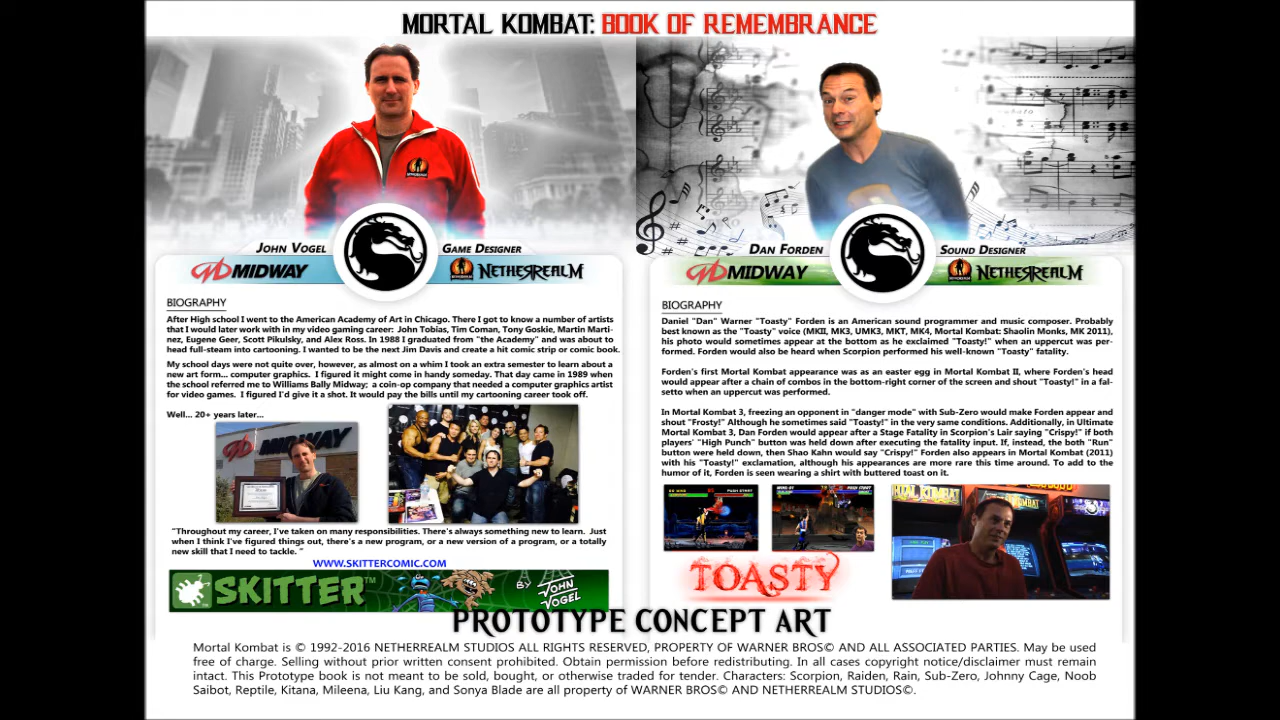 MORTAL KOMBAT: BOOK OF REMEMBRANCE
JOHN VOGEL GAME DESIGNER
MIDWAY NETHERREALM
BIOGRAPHY
After High school I went to the American Academy of Art in Chicago. There I got to know a number of artists
that I would later work with in my video gaming career: John Tobias, Tim Coman, Tony Goskie, Martin Marti-
nez, Eugene Geer, Scott Pikulsky, and Alex Ross. In 1988 I graduated from "the Academy" and was about to
head full-steam into cartooning. I wanted to be the next Jim Davis and create a hit comic strip or comic book.
My school days were not quite over, however, as almost on a whim I took an extra semester to learn about a
new art form... computer graphics. I figured it might come in handy someday. That day came in 1989 when
the school referred me to Williams Bally Midway; a coin-op company that needed a computer graphics artist
for video games. I figured I'd give it a shot. It would pay the bills until my cartooning career took off.
Well... 20+ years later...
MIDWAY
"Throughout my career, I've taken on many responsibilities. There's always something new to learn. Just
when I think I've figured things out, there's a new program, or a new version of a program, or a totally
new skill that I need to tackle. "
WWW.SKITTERCOMIC.COM
SKITTER™ BY JOHN VOGEL
DAN FORDEN SOUND DESIGNER
MIDWAY NETHERREALM
BIOGRAPHY
Daniel "Dan" Warner "Toasty" Forden is an American sound programmer and music composer. Probably
best known as the "Toasty" voice (MKII, MK3, UMK3, MKT, MK4, Mortal Kombat: Shaolin Monks, MK 2011),
his photo would sometimes appear at the bottom as he exclaimed "Toasty!" when an uppercut was per-
formed. Forden would also be heard when Scorpion performed his well-known "Toasty" fatality.
Forden's first Mortal Kombat appearance was as an easter egg in Mortal Kombat II, where Forden's head
would appear after a chain of combos in the bottom-right corner of the screen and shout "Toasty!" in a fal-
setto when an uppercut was performed.
In Mortal Kombat 3, freezing an opponent in "danger mode" with Sub-Zero would make Forden appear and
shout "Frosty!" Although he sometimes said "Toasty!" in the very same conditions. Additionally, in Ultimate
Mortal Kombat 3, Dan Forden would appear after a Stage Fatality in Scorpion's Lair saying "Crispy!" if both
players' "High Punch" button was held down after executing the fatality input. If, instead, the both "Run"
button were held down, then Shao Kahn would say "Crispy!" Forden also appears in Mortal Kombat (2011)
with his "Toasty!" exclamation, although his appearances are more rare this time around. To add to the
humor of it, Forden is seen wearing a shirt with buttered toast on it.
TOASTY
PROTOTYPE CONCEPT ART
Mortal Kombat is © 1992-2016 NETHERREALM STUDIOS ALL RIGHTS RESERVED, PROPERTY OF WARNER BROS© AND ALL ASSOCIATED PARTIES. May be used
free of charge. Selling without prior written consent prohibited. Obtain permission before redistributing. In all cases copyright notice/disclaimer must remain
intact. This Prototype book is not meant to be sold, bought, or otherwise traded for tender. Characters: Scorpion, Raiden, Rain, Sub-Zero, Johnny Cage, Noob
Saibot, Reptile, Kitana, Mileena, Liu Kang, and Sonya Blade are all property of WARNER BROS© AND NETHERREALM STUDIOS©.